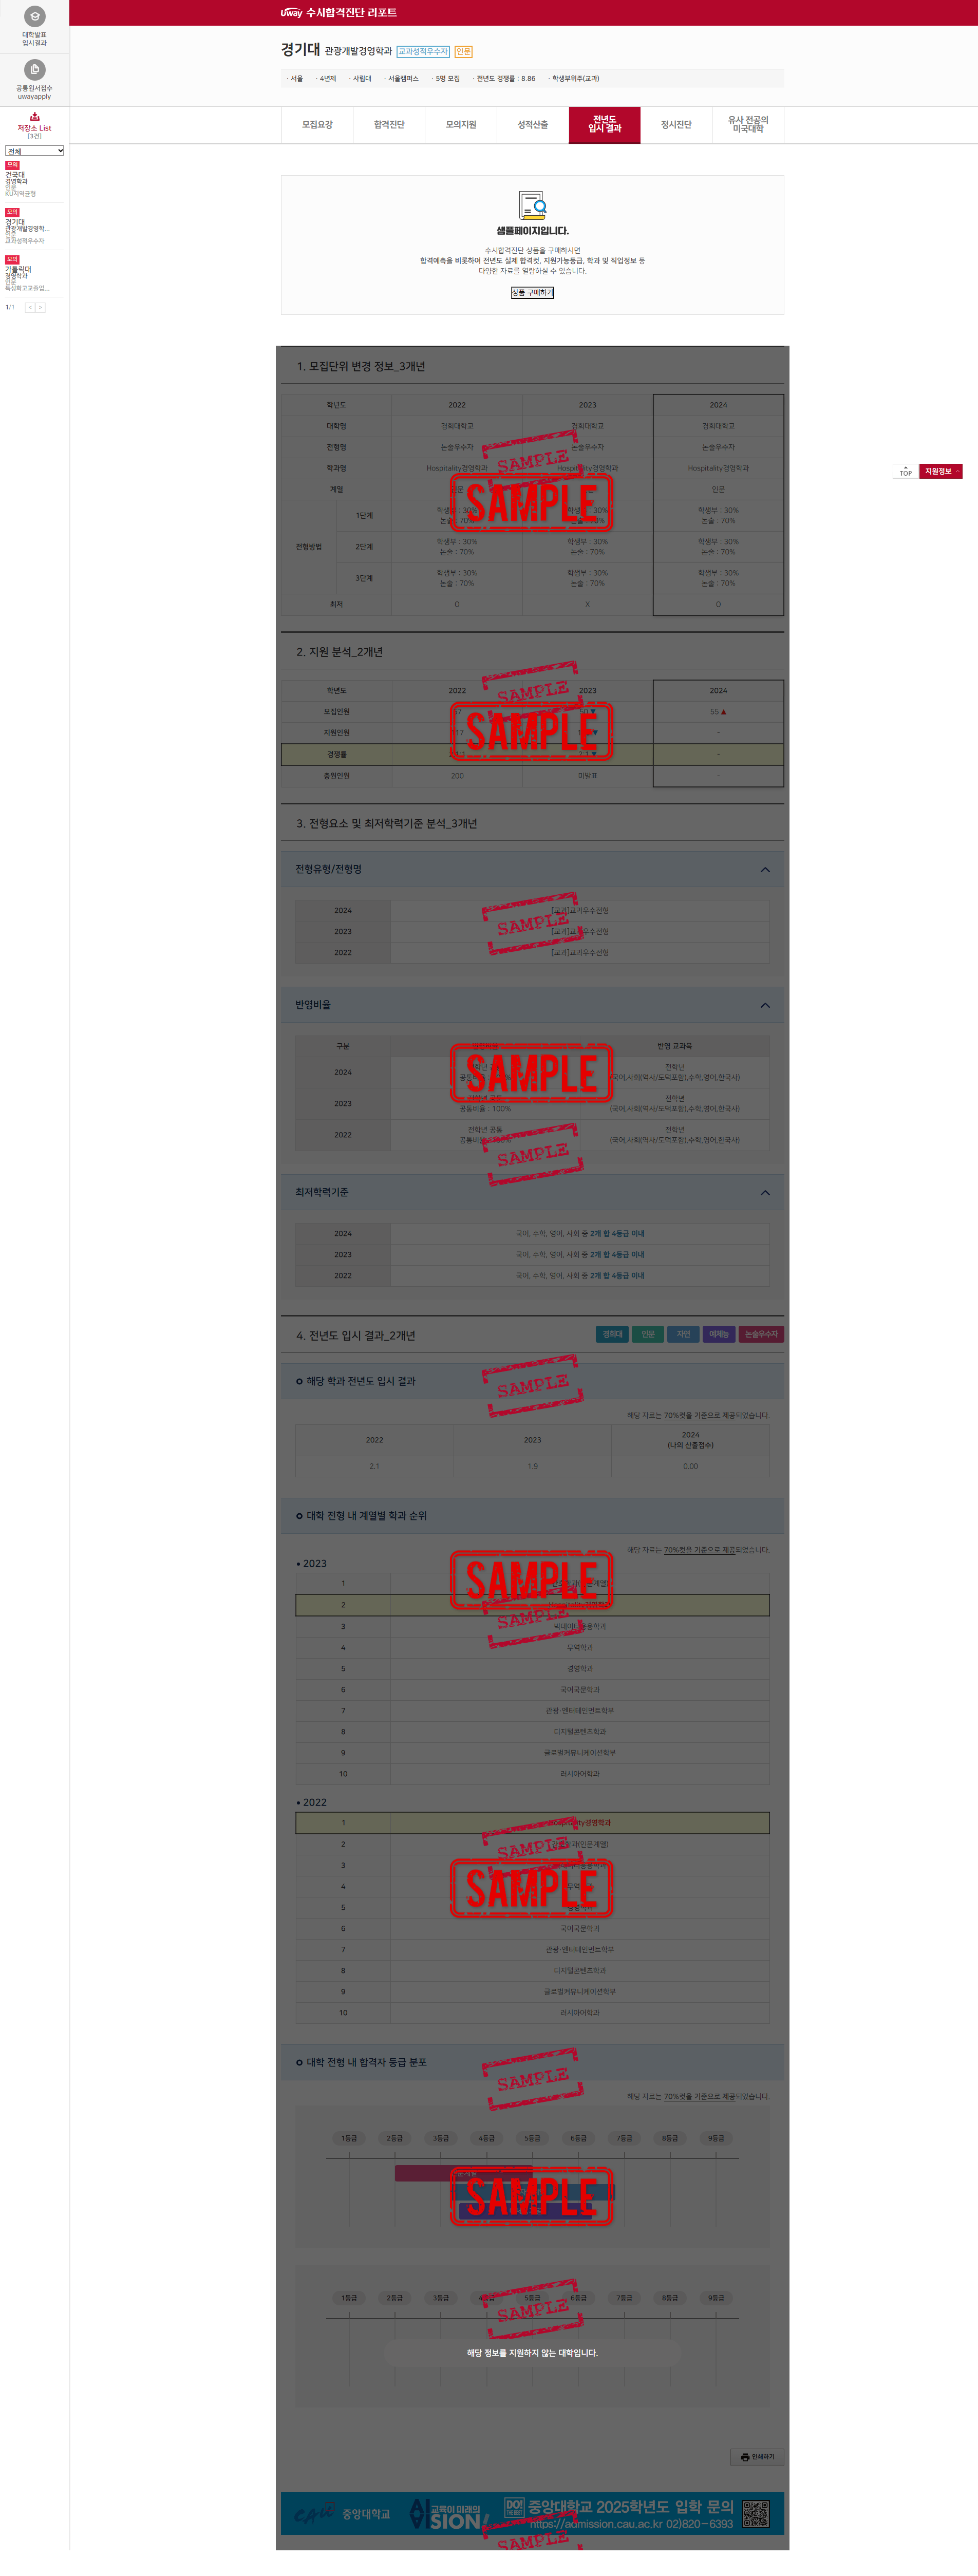 대학발표
입시결과
공통원서접수
uwayapply
저장소 List
[3건]
전체
모의
건국대
경영학과
인문
KU지역균형
모의
경기대
관광개발경영학...
인문
교과성적우수자
모의
가톨릭대
경영학과
인문
특성화고교졸업...
1/1
<
>
Uway 수시합격진단 리포트
경기대 관광개발경영학과 교과성적우수자 인문
· 서울 · 4년제 · 사립대 · 서울캠퍼스 · 5명 모집 · 전년도 경쟁률 : 8.86 · 학생부위주(교과)
모집요강
합격진단
모의지원
성적산출
전년도
입시 결과
정시진단
유사 전공의
미국대학
샘플페이지입니다.
수시합격진단 상품을 구매하시면
합격예측을 비롯하여 전년도 실제 합격컷, 지원가능등급, 학과 및 직업정보 등
다양한 자료를 열람하실 수 있습니다.
상품 구매하기
TOP
지원정보
1. 모집단위 변경 정보_3개년
학년도 2022 2023 2024
대학명 경희대학교 경희대학교 경희대학교
전형명 논술우수자 논술우수자 논술우수자
학과명 Hospitality경영학과 Hospitality경영학과 Hospitality경영학과
계열 인문
전형방법
1단계
학생부 : 30% 학생부 : 30% 학생부 : 30%
논술 : 70% 논술 : 70% 논술 : 70%
2단계
학생부 : 30% 학생부 : 30% 학생부 : 30%
논술 : 70% 논술 : 70% 논술 : 70%
3단계
학생부 : 30% 학생부 : 30% 학생부 : 30%
논술 : 70% 논술 : 70% 논술 : 70%
최저 O X O
SAMPLE
SAMPLE
2. 지원 분석_2개년
학년도 2022 2023 2024
모집인원 55▲
지원인원 -
경쟁률 -
충원인원 200 미발표 -
SAMPLE
SAMPLE
3. 전형요소 및 최저학력기준 분석_3개년
전형유형/전형명
2024 [교과]교과우수전형
2023 [교과]교과우수전형
2022 [교과]교과우수전형
SAMPLE
반영비율
구분 반영 교과목
2024 전학년
(국어,사회(역사/도덕포함),수학,영어,한국사)
2023 전학년 공통 전학년
공통비율 : 100% (국어,사회(역사/도덕포함),수학,영어,한국사)
2022 전학년 공통 전학년
(국어,사회(역사/도덕포함),수학,영어,한국사)
SAMPLE
SAMPLE
최저학력기준
2024 국어, 수학, 영어, 사회 중 2개 합 4등급 이내
2023 국어, 수학, 영어, 사회 중 2개 합 4등급 이내
2022 국어, 수학, 영어, 사회 중 2개 합 4등급 이내
4. 전년도 입시 결과_2개년
경희대 인문 자연 예체능 논술우수자
해당 학과 전년도 입시 결과
SAMPLE
해당 자료는 70%컷을 기준으로 제공되었습니다.
2022 2023 2024
(나의 산출점수)
2.1 1.9 0.00
대학 전형 내 계열별 학과 순위
해당 자료는 70%컷을 기준으로 제공되었습니다.
• 2023
1
2 Hospitality경영학과
3 빅데이터응용학과
4 무역학과
5 경영학과
6 국어국문학과
7 관광·엔터테인먼트학부
8 디지털콘텐츠학과
9 글로벌커뮤니케이션학부
10 러시아어학과
SAMPLE
SAMPLE
• 2022
1 Hospitality경영학과
2
3
4 무역학과
5 경영학과
6 국어국문학과
7 관광·엔터테인먼트학부
8 디지털콘텐츠학과
9 글로벌커뮤니케이션학부
10 러시아어학과
SAMPLE
SAMPLE
대학 전형 내 합격자 등급 분포
SAMPLE
해당 자료는 70%컷을 기준으로 제공되었습니다.
1등급 2등급 3등급 4등급 5등급 6등급 7등급 8등급 9등급
SAMPLE
1등급 2등급 3등급 4등급 5등급 6등급 7등급 8등급 9등급
SAMPLE
해당 정보를 지원하지 않는 대학입니다.
인쇄하기
CAU 중앙대학교
교육이 미래의
AISION!
DO!
중앙대학교 2025학년도 입학 문의
https://admission.cau.ac.kr 02)820-6393
SAMPLE